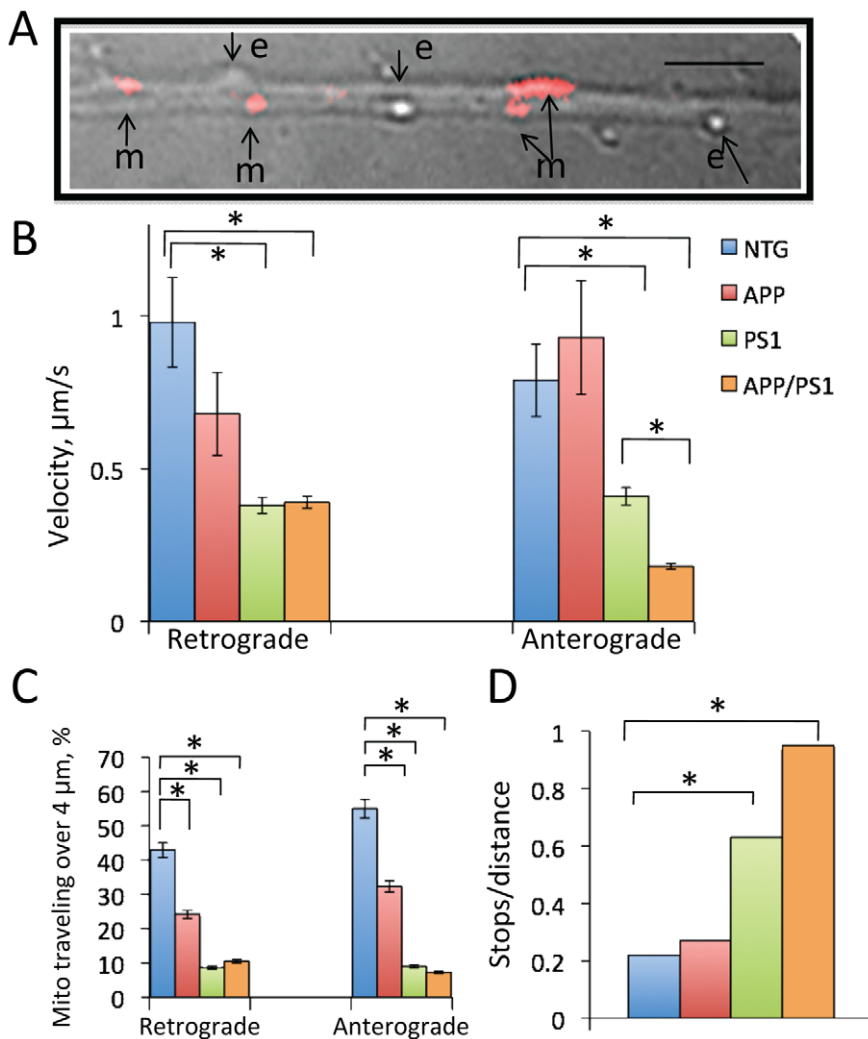 A
e
e
m
m
m
e
B
*
*
*
*
*
NTG
APP
PS1
APP/PS1
Velocity, µm/s
1
0.5
0
Retrograde
Anterograde
C
Mito traveling over 4 µm, %
70
60
50
40
30
20
10
0
*
*
*
*
*
*
Retrograde
Anterograde
D
Stops/distance
1
0.8
0.6
0.4
0.2
0
*
*